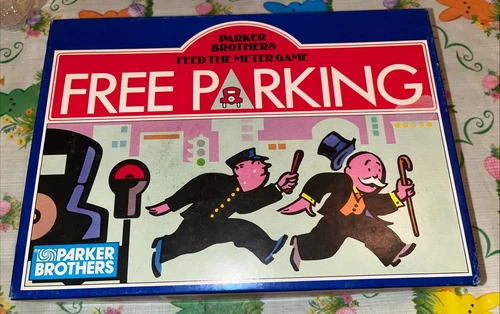 PARKER
BROTHERS
FEED THE METER GAME
FREE PARKING
PARKER
BROTHERS